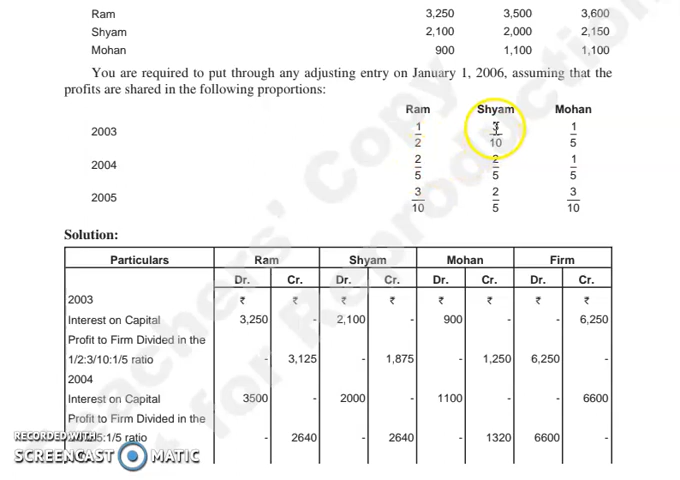 Ram 3,250 3,500 3,600
Shyam 2,100 2,000 2,150
Mohan 900 1,100 1,100
You are required to put through any adjusting entry on January 1, 2006, assuming that the
profits are shared in the following proportions:
Ram Shyam Mohan
2003 1/2 3/10 1/5
2004 2/5 2/5 1/5
2005 3/10 2/5 3/10
Solution:
Particulars Ram Shyam Mohan Firm
Dr. Cr. Dr. Cr. Dr. Cr. Dr. Cr.
2003 ₹ ₹ ₹ ₹ ₹ ₹ ₹ ₹
Interest on Capital 3,250 - 2,100 - 900 - - 6,250
Profit to Firm Divided in the
1/2:3/10:1/5 ratio - 3,125 - 1,875 - 1,250 6,250 -
2004
Interest on Capital 3500 - 2000 - 1100 - - 6600
Profit to Firm Divided in the
5:1/5 ratio - 2640 - 2640 - 1320 6600 -
RECORDED WITH
SCREENCAST MATIC
Teachers' Copy
Not for Reproduction